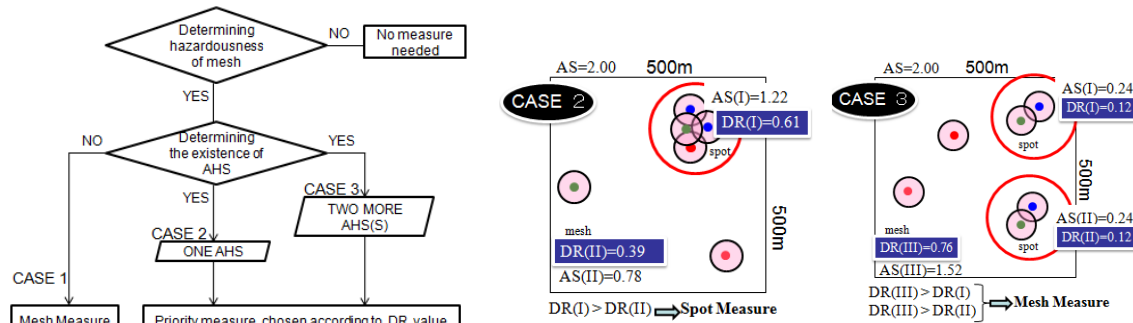 Determining
hazardousness
of mesh
NO
No measure
needed
YES
NO
Determining
the existence of
AHS
YES
YES
CASE 3
TWO MORE
AHS(S)
CASE 2
ONE AHS
CASE 1
Mesh Measure
Priority measure, chosen according to DR value
AS=2.00
500m
CASE 2
AS(I)=1.22
DR(I)=0.61
spot
500m
mesh
DR(II)=0.39
AS(II)=0.78
DR(I) > DR(II) Spot Measure
AS=2.00
500m
CASE 3
AS(I)=0.24
DR(I)=0.12
spot
500m
AS(II)=0.24
DR(II)=0.12
spot
mesh
DR(III)=0.76
AS(III)=1.52
DR(III) > DR(I)
DR(III) > DR(II)
Mesh Measure